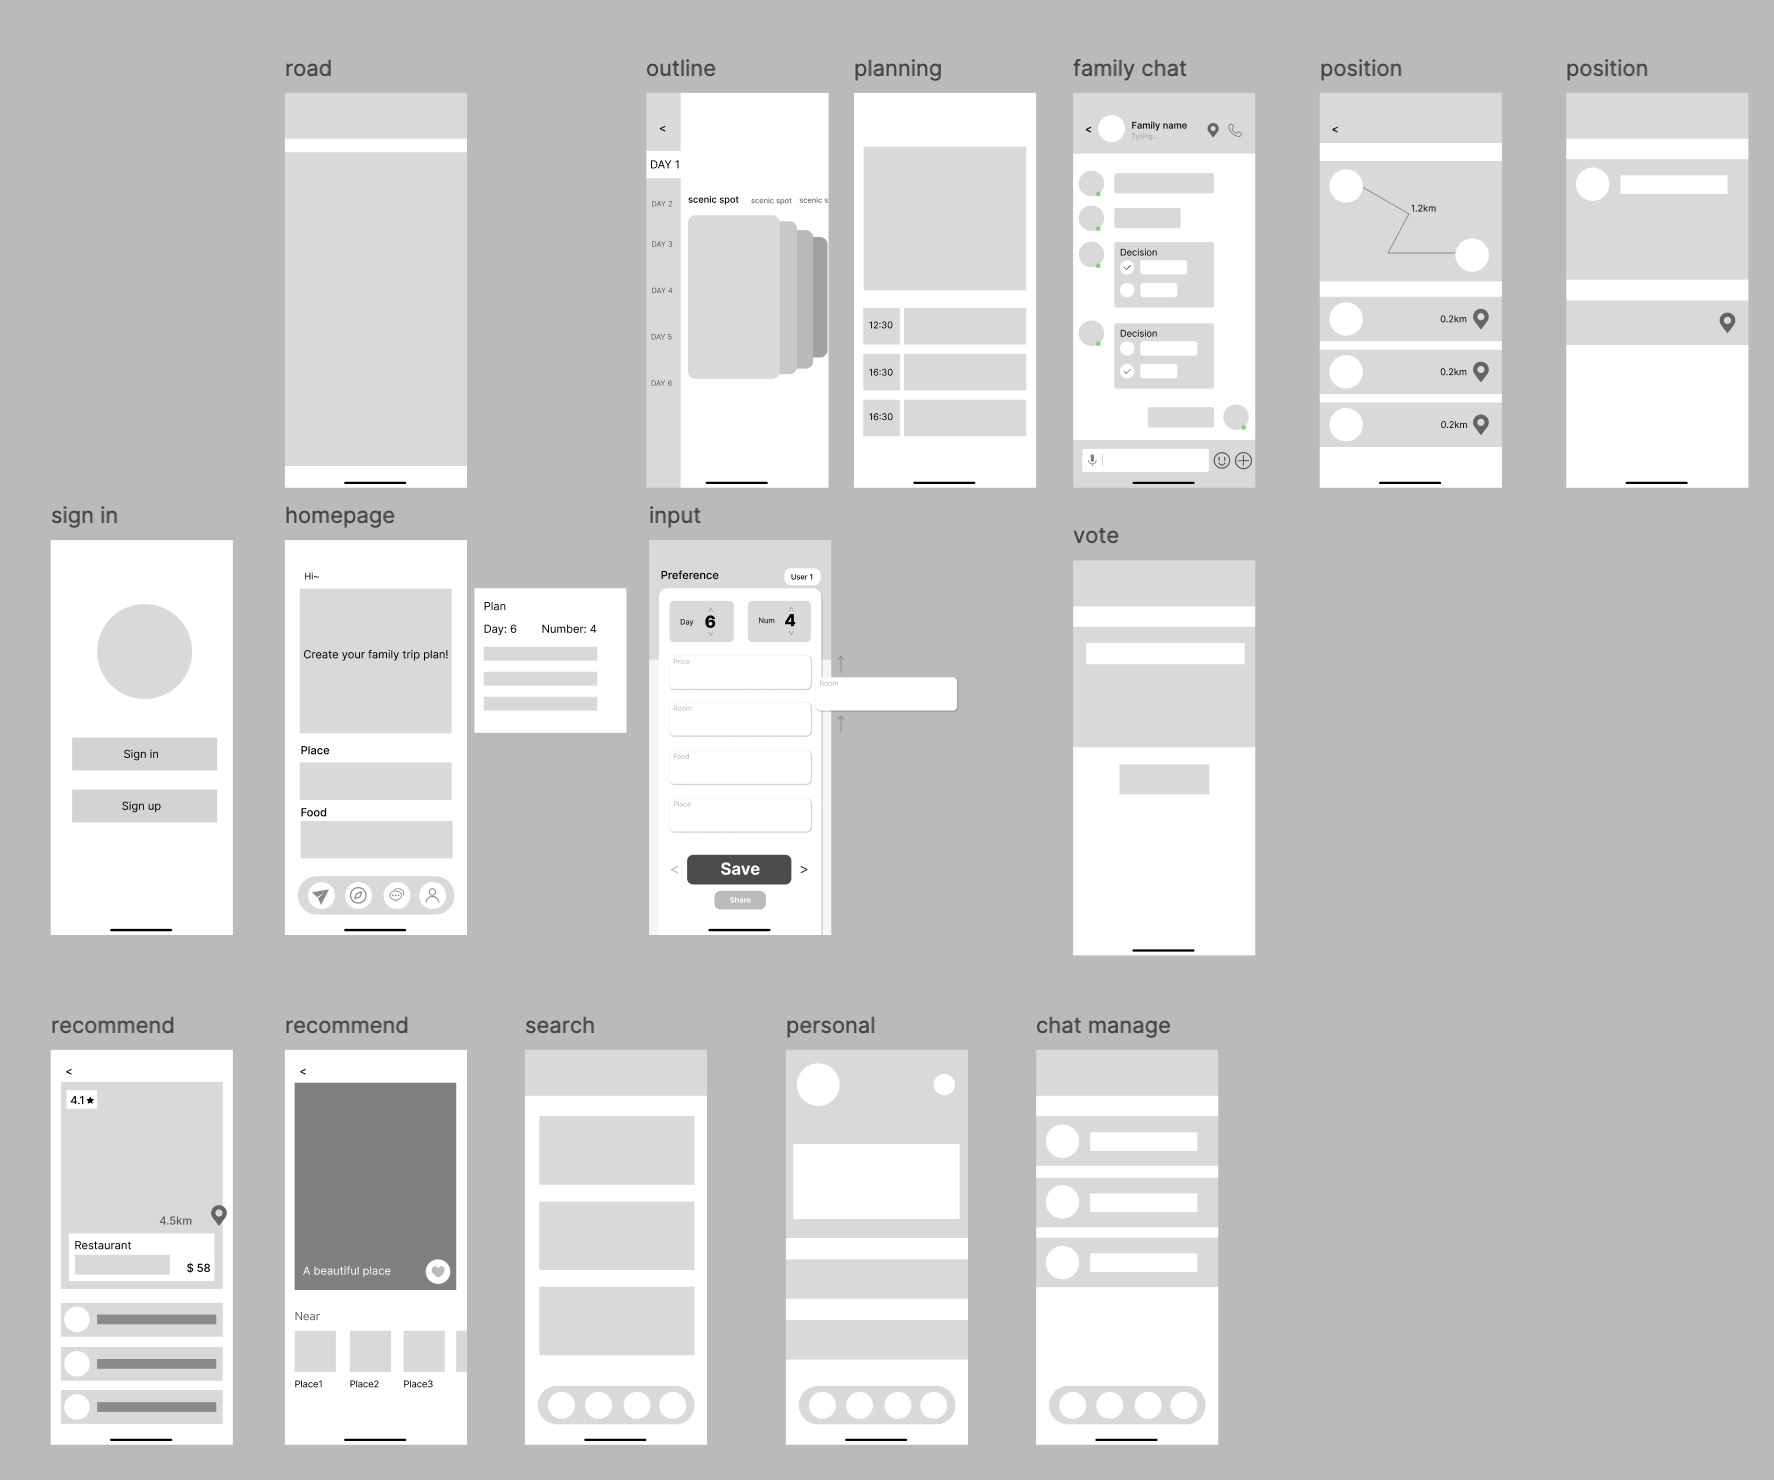 road
outline
planning
family chat
position
position
<
DAY 1
DAY 2
DAY 3
DAY 4
DAY 5
DAY 6
scenic spot
scenic spot
scenic s
12:30
16:30
16:30
<
Family name
Typing...
Decision
Decision
<
1.2km
0.2km
0.2km
0.2km
sign in
homepage
input
vote
Sign in
Sign up
Hi~
Create your family trip plan!
Place
Food
Plan
Day: 6 Number: 4
Preference
User 1
Day 6
Num 4
Price
Room
Room
Food
Place
< Save >
Share
recommend
recommend
search
personal
chat manage
<
4.1★
4.5km
Restaurant
$ 58
<
A beautiful place
Near
Place1 Place2 Place3